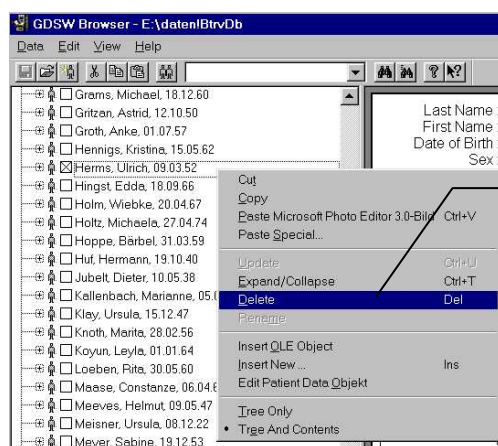 GDSW Browser - E:\daten!BtrvDb
Data Edit View Help
Grams, Michael, 18.12.60
Gritzan, Astrid, 12.10.50
Groth, Anke, 01.07.57
Hennigs, Kristina, 15.05.62
Herms, Ulrich, 09.03.52
Hingst, Edda, 18.09.66
Holm, Wiebke, 20.04.67
Holtz, Michaela, 27.04.74
Hoppe, Bärbel, 31.03.59
Huf, Hermann, 19.10.40
Jubelt, Dieter, 10.05.38
Kallenbach, Marianne, 05.0
Klay, Ursula, 15.12.47
Knoth, Marita, 28.02.56
Koyun, Leyla, 01.01.64
Loeben, Rita, 30.05.60
Maase, Constanze, 06.04.6
Meeves, Helmut, 09.05.47
Meisner, Ursula, 08.12.22
Meyer, Sabine, 19.12.53
Last Name :
First Name :
Date of Birth :
Sex :
Cut
Copy
Paste Microsoft Photo Editor 3.0-Bild Ctrl+V
Paste Special...
Update Ctrl+U
Expand/Collapse Ctrl+T
Delete Del
Rename
Insert OLE Object
Insert New ... Ins
Edit Patient Data Objekt
Tree Only
• Tree And Contents